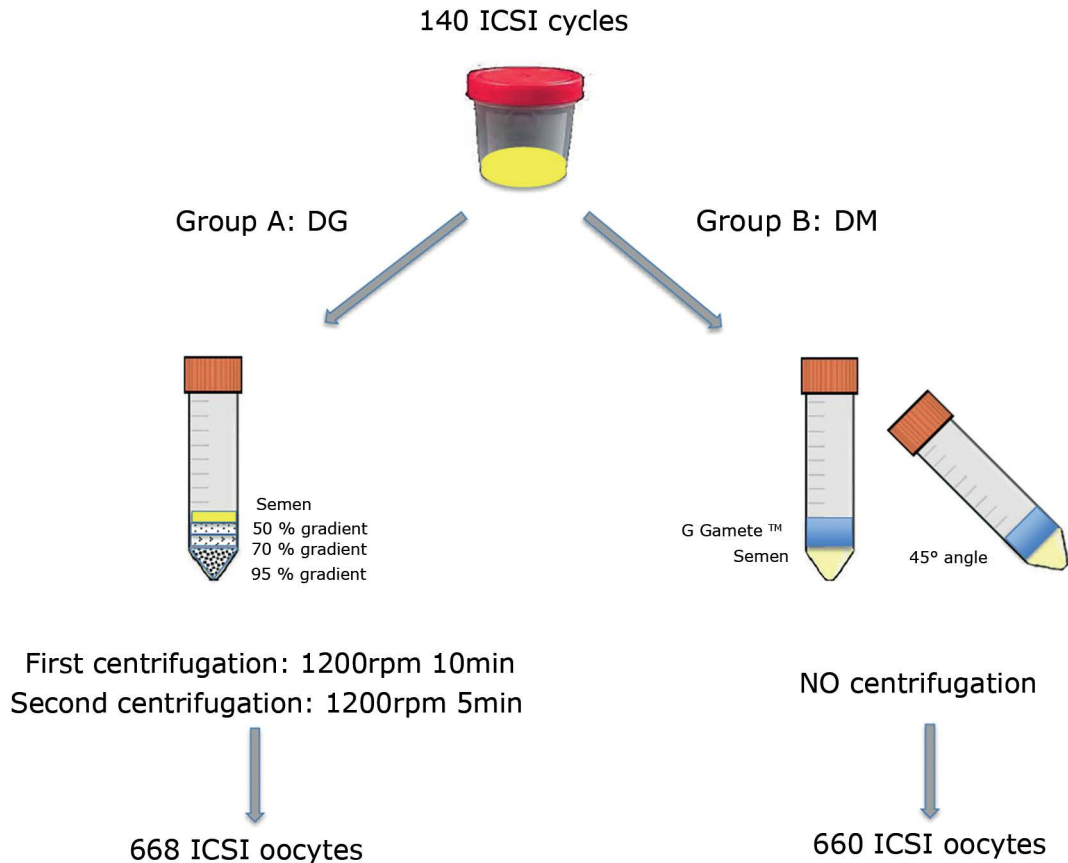 140 ICSI cycles
Group A: DG
Group B: DM
Semen
50 % gradient
70 % gradient
95 % gradient
G Gamete ™
Semen
45° angle
First centrifugation: 1200rpm 10min
Second centrifugation: 1200rpm 5min
NO centrifugation
668 ICSI oocytes
660 ICSI oocytes